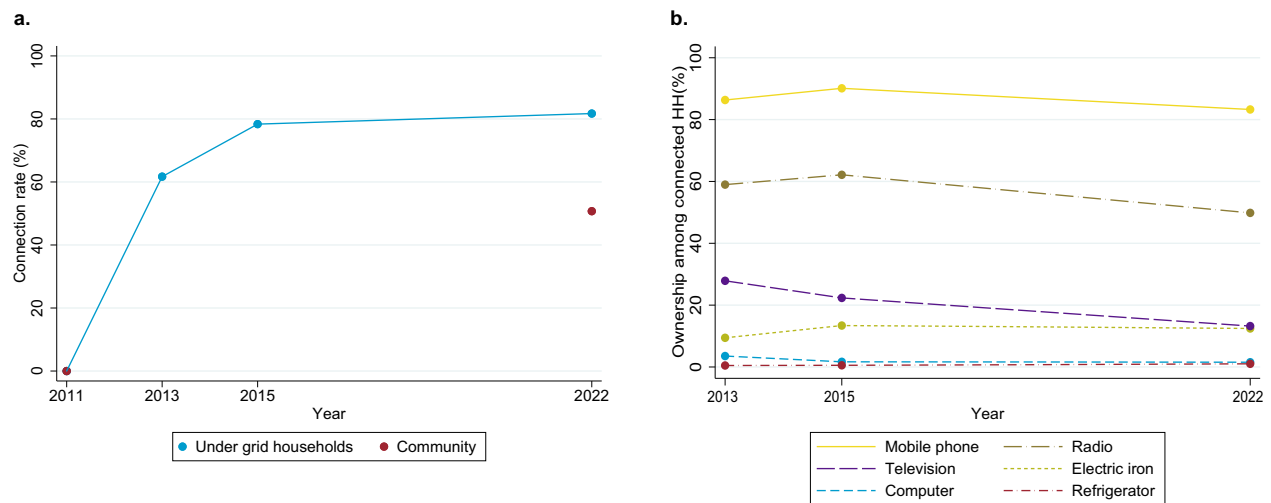 a.
Connection rate (%)
100
80
60
40
20
0
2011
2013
2015
2022
Year
Under grid households
Community
b.
Ownership among connected HH(%)
100
80
60
40
20
0
2013
2015
2022
Year
Mobile phone
Radio
Television
Electric iron
Computer
Refrigerator